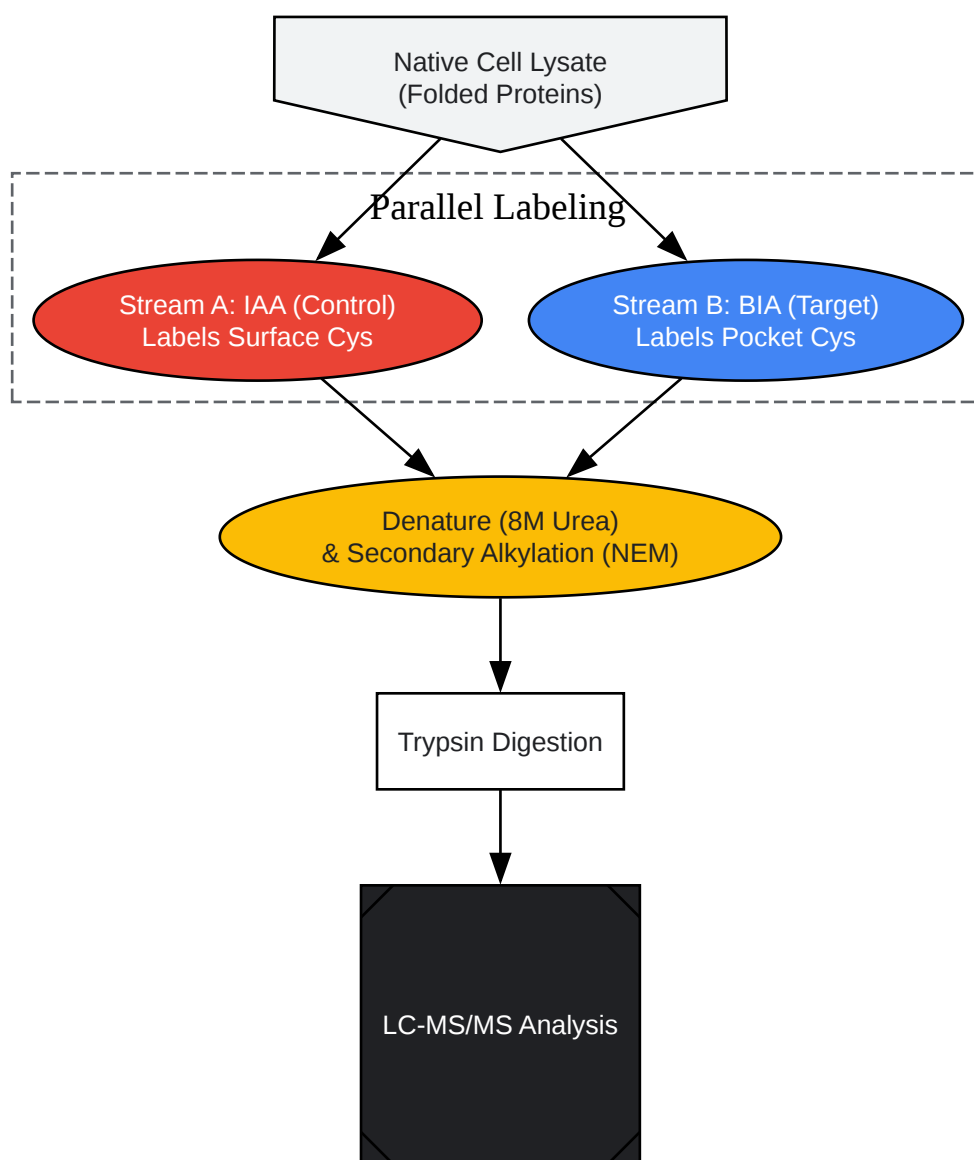 Native Cell Lysate
(Folded Proteins)
Parallel Labeling
Stream A: IAA (Control)
Labels Surface Cys
Stream B: BIA (Target)
Labels Pocket Cys
Denature (8M Urea)
& Secondary Alkylation (NEM)
Trypsin Digestion
LC-MS/MS Analysis